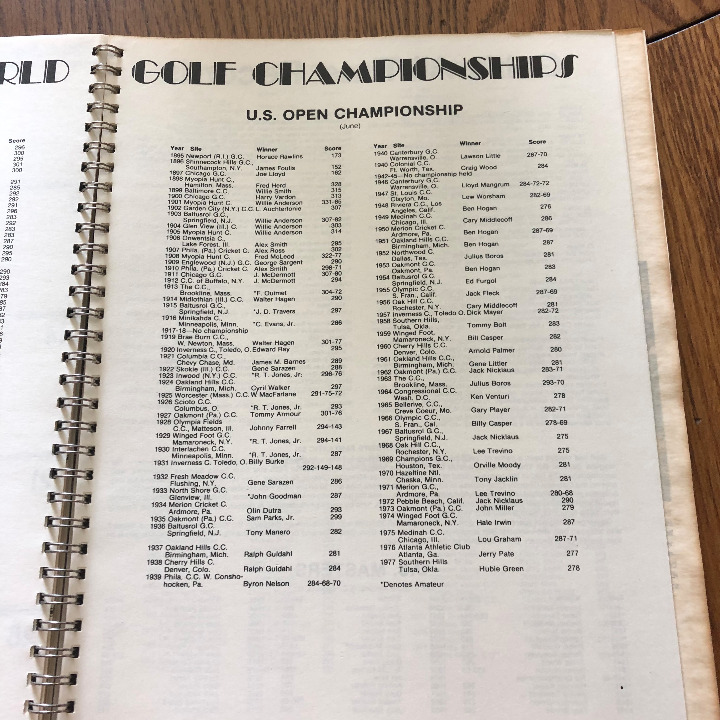 RLD
Score
296
300
296
301
300
291
285
292
282
291
296
283
292
291
283
287
290
295
290
290
293
279
GOLF CHAMPIONSHIPS
U.S. OPEN CHAMPIONSHIP
(June)
Year Site Winner Score
1895 Newport (R.I.) G.C. Horace Rawlins 173
1896 Shinnecock Hills G.C.,
Southampton, N.Y. James Foulis 152
1897 Chicago G.C. Joe Lloyd 162
1898 Myopia Hunt C.,
Hamilton, Mass. Fred Herd 328
1899 Baltimore C.C. Willie Smith 315
1900 Chicago G.C. Harry Vardon 313
1901 Myopia Hunt C. Willie Anderson 331-85
1902 Garden City (N.Y.) G.C. L. Auchterlonie 307
1903 Baltusrol G.C.,
Springfield, N.J. Willie Anderson 307-82
1904 Glen View (Ill.) C. Willie Anderson 303
1905 Myopia Hunt C. Willie Anderson 314
1906 Onwentsia C.,
Lake Forest, Ill. Alex Smith 295
1907 Phila. (Pa.) Cricket C. Alex Ross 302
1908 Myopia Hunt C. Fred McLeod 322-77
1909 Englewood (N.J.) G.C. George Sargent 290
1910 Phila. (Pa.) Cricket C. Alex Smith 298-71
1911 Chicago G.C. J. McDermott 307-80
1912 C.C. of Buffalo, N.Y. J. McDermott 294
1913 The C.C.,
Brookline, Mass. *F. Ouimet 304-72
1914 Midlothian (Ill.) C.C. Walter Hagen 290
1915 Baltusrol G.C.
Springfield, N.J. *J. D. Travers 297
1916 Minikahda C.,
Minneapolis, Minn. *C. Evans, Jr. 286
1917-18—No championship
1919 Brae Burn C.C.,
W. Newton, Mass. Walter Hagen 301-77
1920 Inverness C., Toledo, O. Edward Ray 295
1921 Columbia C.C.,
Chevy Chase, Md. James M. Barnes 289
1922 Skokie (Ill.) C.C. Gene Sarazen 288
1923 Inwood (N.Y.) C.C. *R. T. Jones, Jr. 296-76
1924 Oakland Hills C.C.
Birmingham, Mich. Cyril Walker 297
1925 Worcester (Mass.) C.C. W MacFarlane 291-75-72
1926 Scioto C.C.
Columbus, O. *R. T. Jones, Jr. 293
1927 Oakmont (Pa.) C.C. Tommy Armour 301-76
1928 Olympia Fields
C.C., Matteson, Ill. Johnny Farrell 294-143
1929 Winged Foot G.C.
Mamaroneck, N.Y. *R. T. Jones, Jr. 294-141
1930 Interlachen C.C.
Minneapolis, Minn. *R. T. Jones, Jr. 287
1931 Inverness C. Toledo, O. Billy Burke
292-149-148
1932 Fresh Meadow C.C.
Flushing, N.Y. Gene Sarazen 286
1933 North Shore G.C.
Glenview, Ill. *John Goodman 287
1934 Merion Cricket C.
Ardmore, Pa. Olin Dutra 293
1935 Oakmont (Pa.) C.C. Sam Parks, Jr. 299
1936 Baltusrol G.C.
Springfield, N.J. Tony Manero 282
1937 Oakland Hills C.C.
Birmingham, Mich. Ralph Guldahl 281
1938 Cherry Hills C.
Denver, Colo. Ralph Guldahl 284
1939 Phila. C.C. W. Consho-
hocken, Pa. Byron Nelson 284-68-70
Year Site Winner Score
1940 Canterbury G.C.
Warrensville, O. Lawson Little 287-70
1940 Colonial C.C.
Ft. Worth, Tex. Craig Wood 284
1942-45—No championship held
1946 Canterbury G.C.
Warrensville, O. Lloyd Mangrum 284-72-72
1947 St. Louis C.C.
Clayton, Mo. Lew Worsham 282-69
1948 Riviera C.C., Los
Angeles, Calif. Ben Hogan 276
1949 Medinah C.C.
Chicago, Ill. Cary Middlecoff 286
1950 Merion Cricket C.
Ardmore, Pa. Ben Hogan 287-69
1951 Oakland Hills C.C.
Birmingham, Mich. Ben Hogan 287
1952 Northwood C.
Dallas, Tex. Julius Boros 281
1953 Oakmont C.C.
Oakmont, Pa. Ben Hogan 283
1954 Baltusrol G.C.
Springfield, N.J. Ed Furgol 284
1955 Olympic C.C.
S. Fran., Calif. Jack Fleck 287-69
1956 Oak Hill C.C.,
Rochester, N.Y. Cary Middlecoff 281
1957 Inverness C., Toledo O. Dick Mayer 282-72
1958 Southern Hills,
Tulsa, Okla. Tommy Bolt 283
1959 Winged Foot,
Mamaroneck, N.Y. Bill Casper 282
1960 Cherry Hills C.C.
Denver, Colo. Arnold Palmer 280
1961 Oakland Hills C.C.,
Birmingham, Mich. Gene Littler 281
1962 Oakmont (Pa.) C.C. Jack Nicklaus 283-71
1963 The C.C.,
Brookline, Mass. Julius Boros 293-70
1964 Congressional C.C.
Wash, D.C. Ken Venturi 278
1965 Bellerive, C.C.,
Creve Coeur, Mo. Gary Player 282-71
1966 Olympic C.C.,
S. Fran., Cal. Billy Casper 278-69
1967 Baltusrol G.C.,
Springfield, N.J. Jack Nicklaus 275
1968 Oak Hill C.C.,
Rochester, N.Y. Lee Trevino 275
1969 Champions G.C.,
Houston, Tex. Orville Moody 281
1970 Hazeltine Ntl.
Chaska, Minn. Tony Jacklin 281
1971 Merion G.C.,
Ardmore, Pa Lee Trevino 280-68
1972 Pebble Beach, Calif. Jack Nicklaus 290
1973 Oakmont (Pa.) C.C. John Miller 279
1974 Winged Foot G.C.
Mamaroneck, N.Y. Hale Irwin 287
1975 Medinah C.C.
Chicago, Ill. Lou Graham 287-71
1976 Atlanta Athletic Club
Atlanta, Ga. Jerry Pate 277
1977 Southern Hills
Tulsa, Okla. Hubie Green 278
*Denotes Amateur